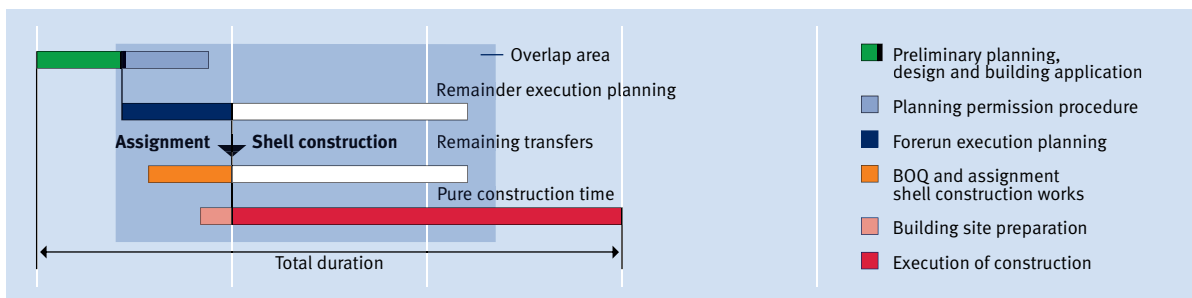 Overlap area
Remainder execution planning
Assignment
Shell construction
Remaining transfers
Pure construction time
Total duration
Preliminary planning,
design and building application
Planning permission procedure
Forerun execution planning
BOQ and assignment
shell construction works
Building site preparation
Execution of construction